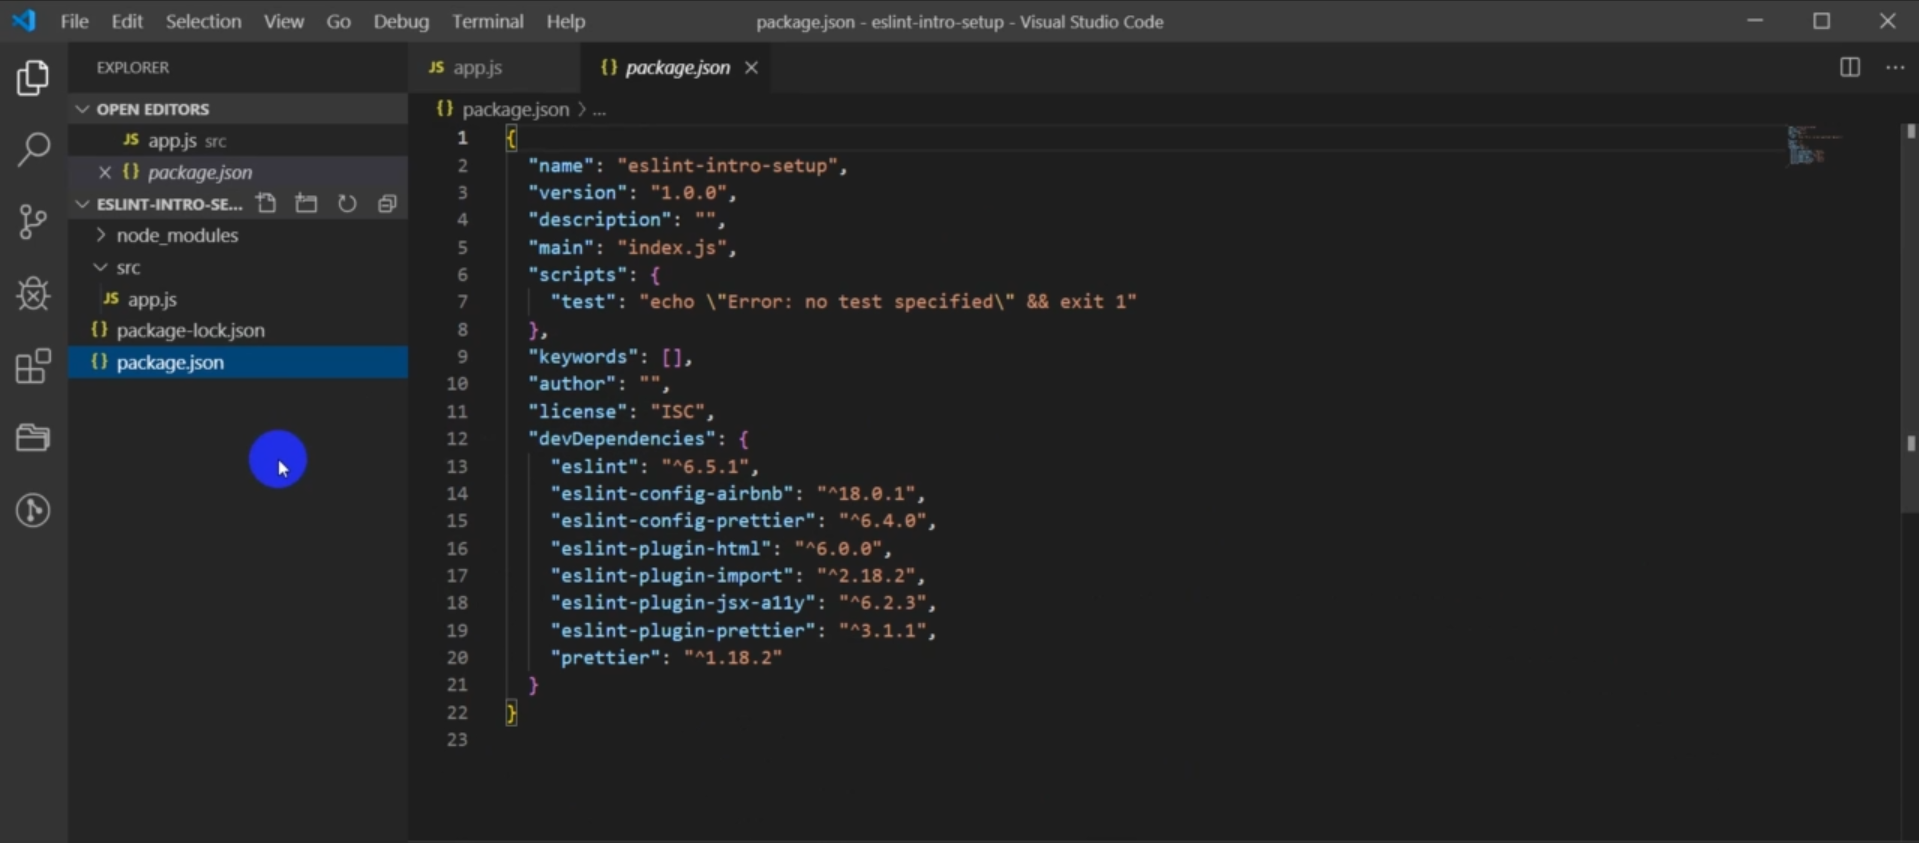 File Edit Selection View Go Debug Terminal Help
package.json - eslint-intro-setup - Visual Studio Code
EXPLORER
OPEN EDITORS
JS app.js src
{} package.json
ESLINT-INTRO-SE...
node_modules
src
JS app.js
{} package-lock.json
{} package.json
JS app.js
{} package.json
{} package.json > ...
1 {
2 "name": "eslint-intro-setup",
3 "version": "1.0.0",
4 "description": "",
5 "main": "index.js",
6 "scripts": {
7 "test": "echo \"Error: no test specified\" && exit 1"
8 },
9 "keywords": [],
10 "author": "",
11 "license": "ISC",
12 "devDependencies": {
13 "eslint": "^6.5.1",
14 "eslint-config-airbnb": "^18.0.1",
15 "eslint-config-prettier": "^6.4.0",
16 "eslint-plugin-html": "^6.0.0",
17 "eslint-plugin-import": "^2.18.2",
18 "eslint-plugin-jsx-a11y": "^6.2.3",
19 "eslint-plugin-prettier": "^3.1.1",
20 "prettier": "^1.18.2"
21 }
22 }
23